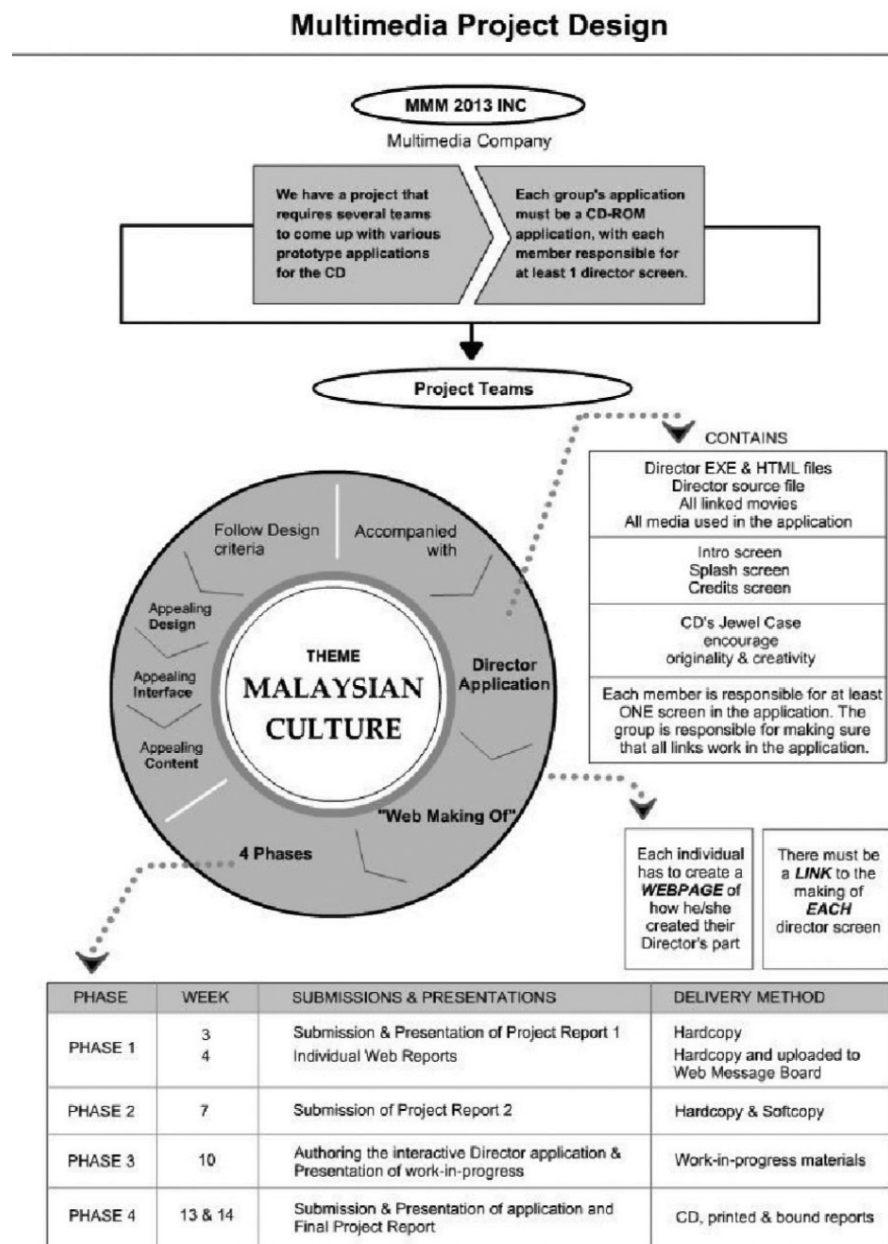 Multimedia Project Design
MMM 2013 INC
Multimedia Company
We have a project that
requires several teams
to come up with various
prototype applications
for the CD
Each group's application
must be a CD-ROM
application, with each
member responsible for
at least 1 director screen.
Project Teams
CONTAINS
Director EXE & HTML files
Director source file
All linked movies
All media used in the application
Intro screen
Splash screen
Credits screen
CD's Jewel Case
encourage
originality & creativity
Each member is responsible for at least
ONE screen in the application. The
group is responsible for making sure
that all links work in the application.
Follow Design
criteria
Accompanied
with
Appealing
Design
Appealing
Interface
Appealing
Content
THEME
MALAYSIAN
CULTURE
Director
Application
"Web Making Of"
4 Phases
Each individual
has to create a
WEBPAGE of
how he/she
created their
Director's part
There must be
a LINK to the
making of
EACH
director screen
PHASE WEEK SUBMISSIONS & PRESENTATIONS DELIVERY METHOD
PHASE 1
3 Submission & Presentation of Project Report 1 Hardcopy
4 Individual Web Reports Hardcopy and uploaded to
Web Message Board
PHASE 2 7 Submission of Project Report 2 Hardcopy & Softcopy
PHASE 3 10 Authoring the interactive Director application &
Presentation of work-in-progress Work-in-progress materials
PHASE 4 13 & 14 Submission & Presentation of application and
Final Project Report CD, printed & bound reports